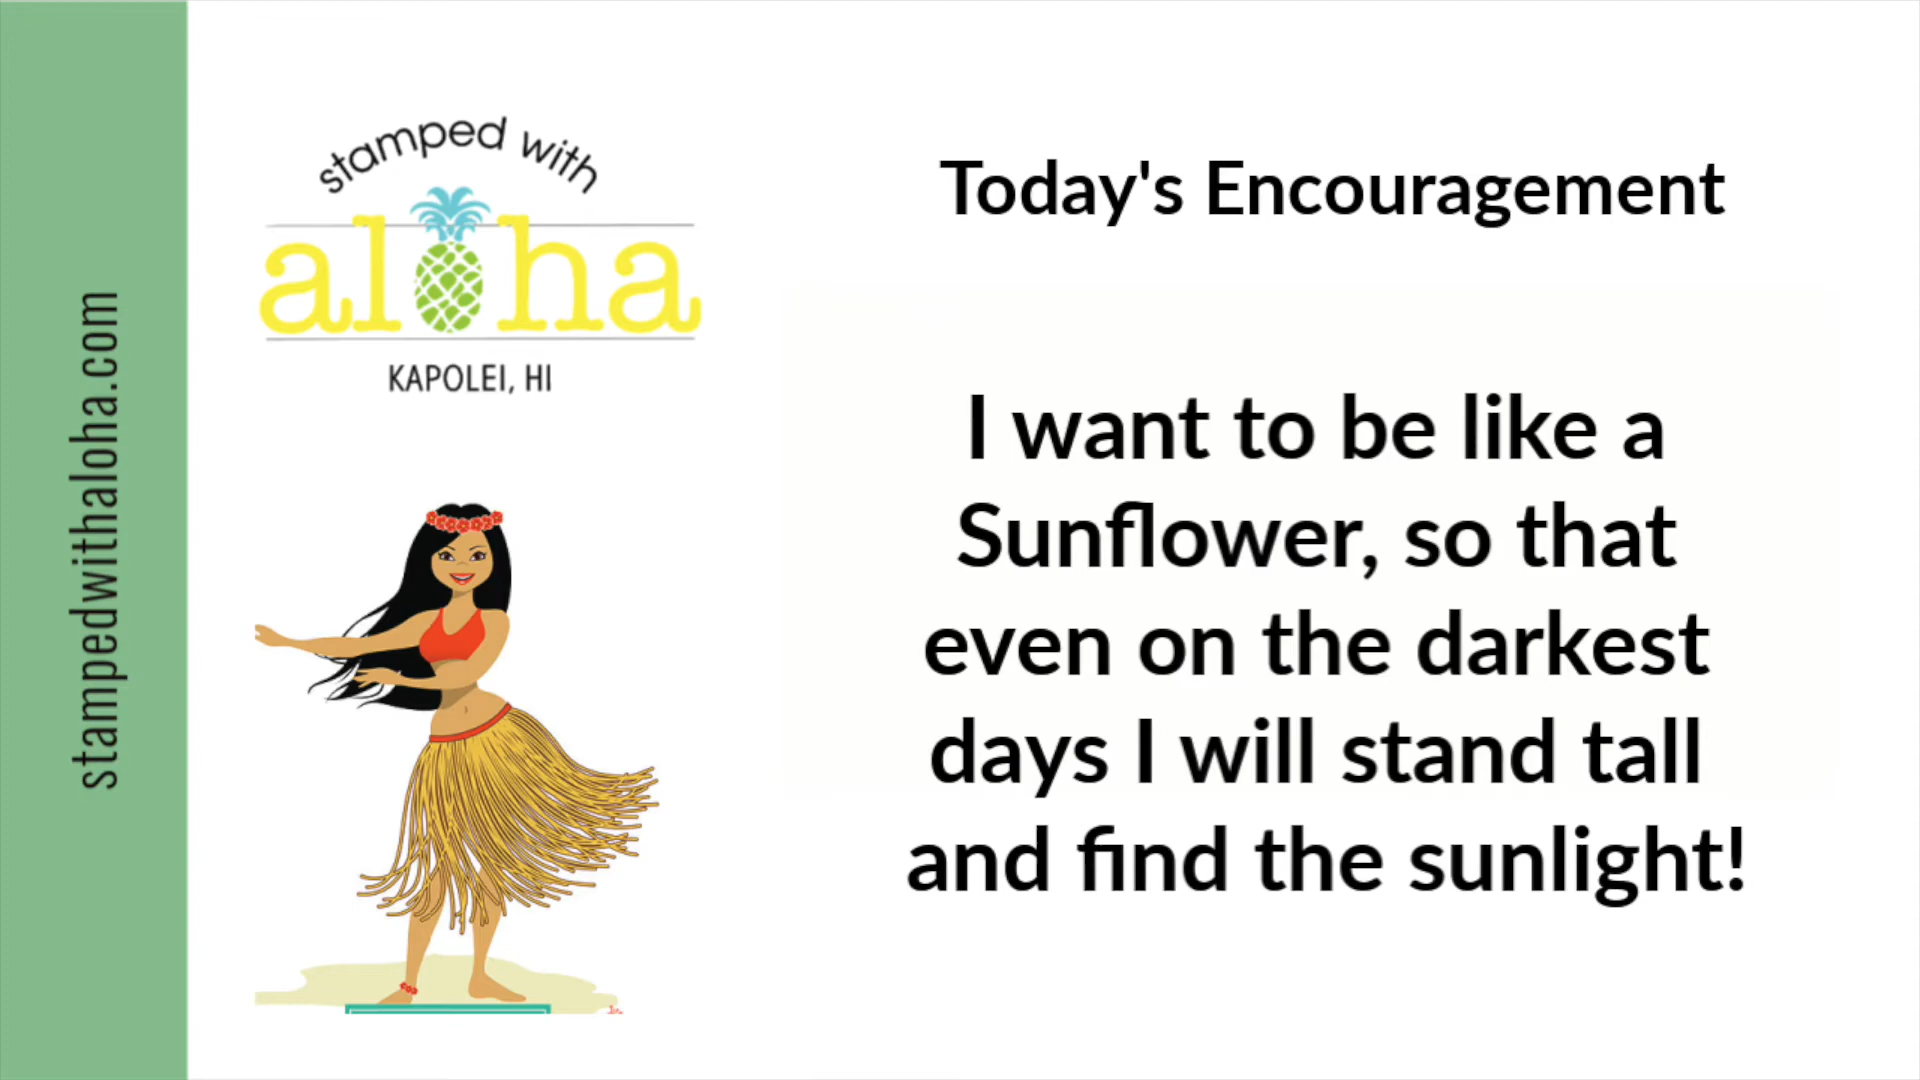 stampedwithaloha.com
stamped with
aloha
KAPOLEI, HI
Today's Encouragement
I want to be like a
Sunflower, so that
even on the darkest
days I will stand tall
and find the sunlight!